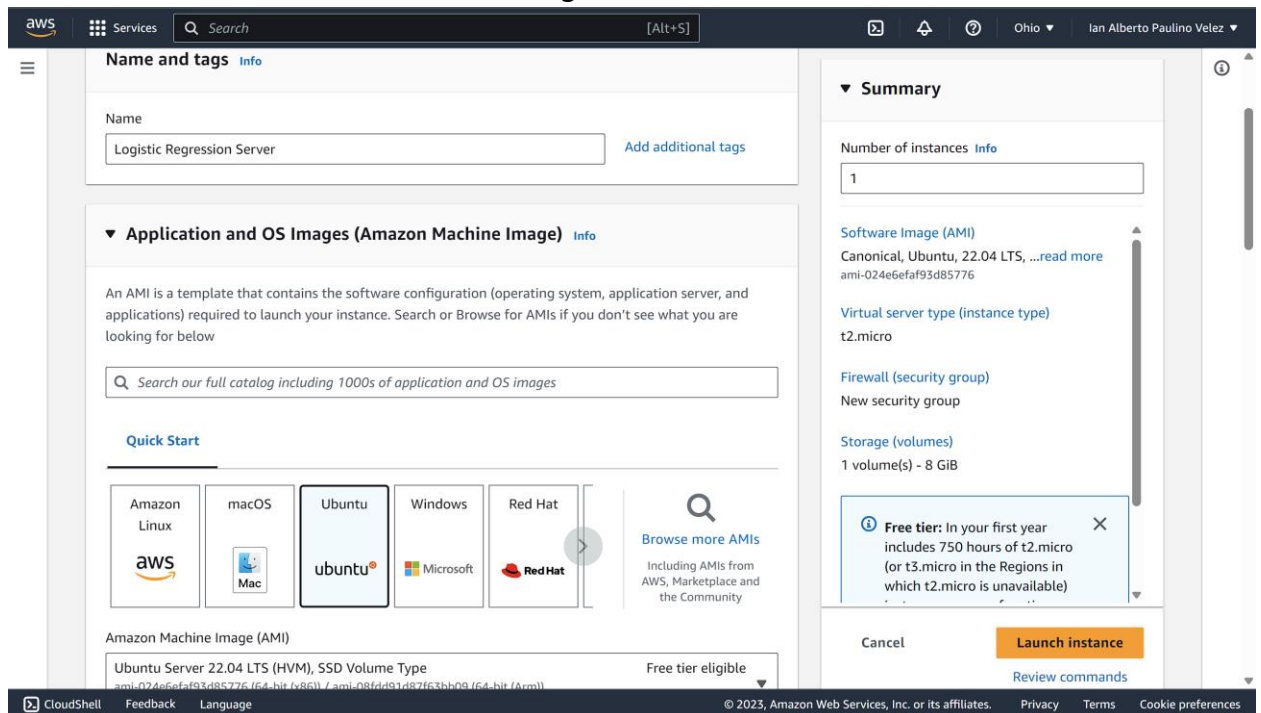 aws
Services
Search
[Alt+S]
Ohio
Ian Alberto Paulino Velez
Name and tags Info
Name
Logistic Regression Server
Add additional tags
Application and OS Images (Amazon Machine Image) Info
An AMI is a template that contains the software configuration (operating system, application server, and
applications) required to launch your instance. Search or Browse for AMIs if you don't see what you are
looking for below
Search our full catalog including 1000s of application and OS images
Quick Start
Amazon
Linux
aws
macOS
Mac
Ubuntu
ubuntu
Windows
Microsoft
Red Hat
Red Hat
Browse more AMIs
Including AMIs from
AWS, Marketplace and
the Community
Amazon Machine Image (AMI)
Ubuntu Server 22.04 LTS (HVM), SSD Volume Type
Free tier eligible
ami-024e6efaf93d85776 (64-bit (x86)) / ami-08fdd91d87f63bb09 (64-bit (Arm))
Summary
Number of instances Info
1
Software Image (AMI)
Canonical, Ubuntu, 22.04 LTS, ...read more
ami-024e6efaf93d85776
Virtual server type (instance type)
t2.micro
Firewall (security group)
New security group
Storage (volumes)
1 volume(s) - 8 GiB
Free tier: In your first year
includes 750 hours of t2.micro
(or t3.micro in the Regions in
which t2.micro is unavailable)
Cancel
Launch instance
Review commands
CloudShell
Feedback
Language
© 2023, Amazon Web Services, Inc. or its affiliates.
Privacy
Terms
Cookie preferences